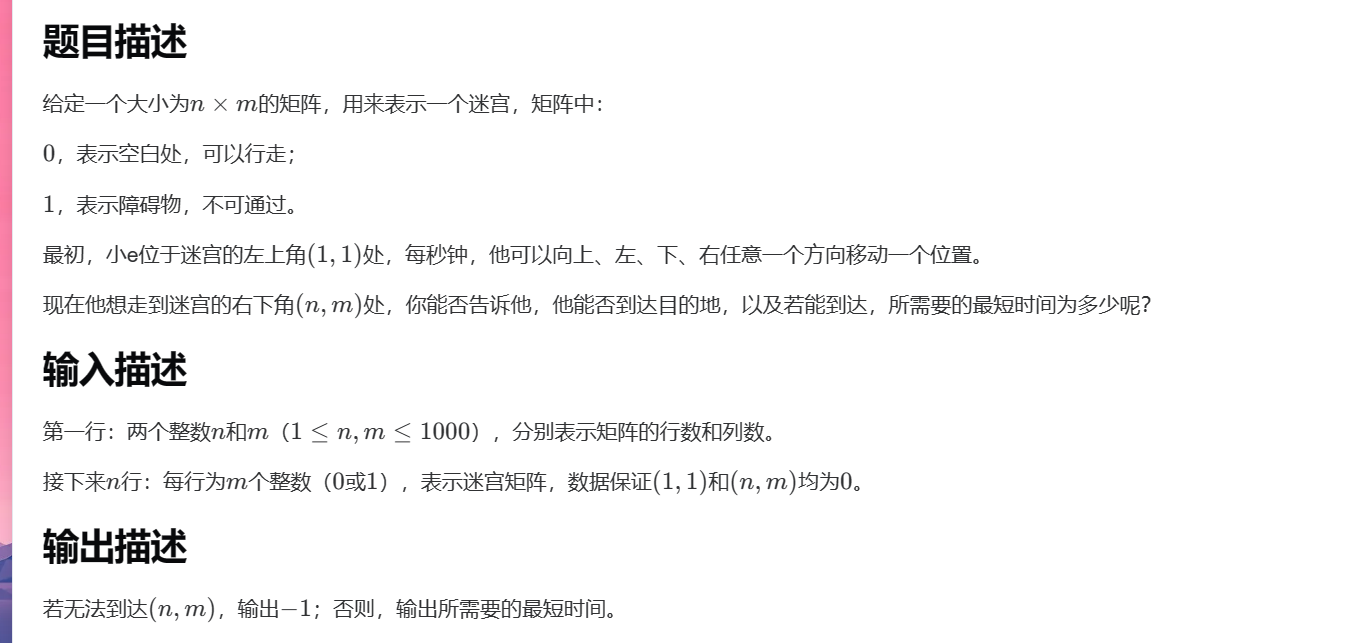 题目描述
给定一个大小为n × m的矩阵，用来表示一个迷宫，矩阵中：
0，表示空白处，可以行走；
1，表示障碍物，不可通过。
最初，小e位于迷宫的左上角(1, 1)处，每秒钟，他可以向上、左、下、右任意一个方向移动一个位置。
现在他想走到迷宫的右下角(n, m)处，你能否告诉他，他能否到达目的地，以及若能到达，所需要的最短时间为多少呢？
输入描述
第一行：两个整数n和m（1 ≤ n, m ≤ 1000），分别表示矩阵的行数和列数。
接下来n行：每行为m个整数（0或1），表示迷宫矩阵，数据保证(1, 1)和(n, m)均为0。
输出描述
若无法到达(n, m)，输出−1；否则，输出所需要的最短时间。